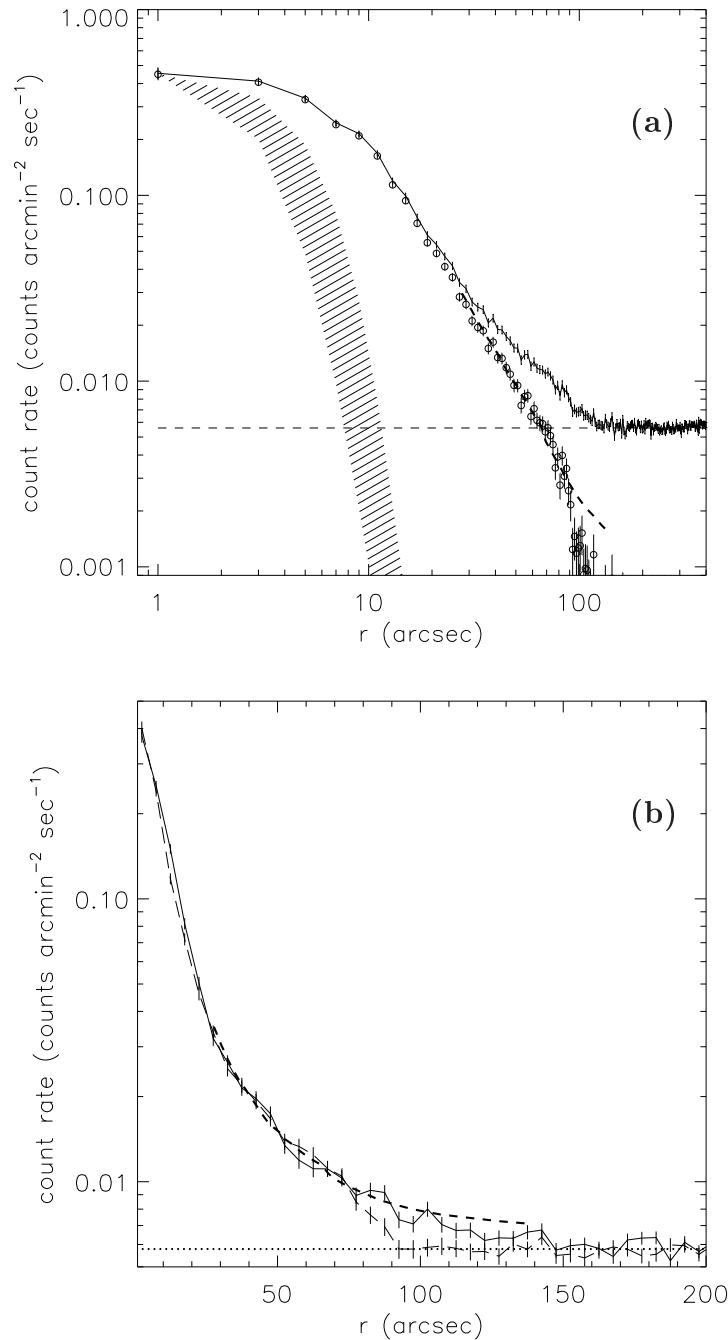 1.000
0.100
0.010
0.001
count rate (counts arcmin⁻² sec⁻¹)
(a)
1
10
100
r (arcsec)
0.10
0.01
count rate (counts arcmin⁻² sec⁻¹)
(b)
50
100
150
200
r (arcsec)